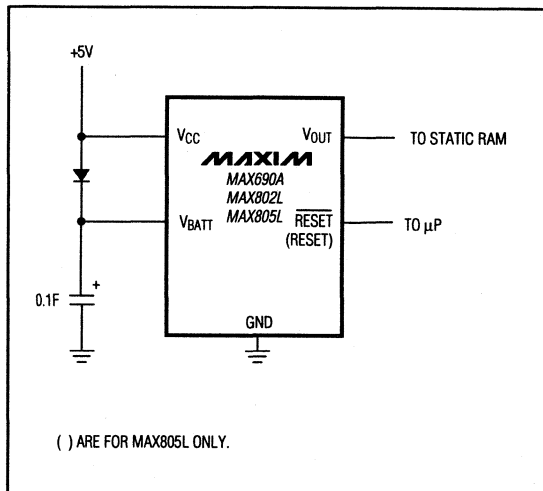 +5V
VCC
VOUT
TO STATIC RAM
MAXIM
MAX690A
MAX802L
MAX805L
VBATT
RESET
(RESET)
TO μP
0.1F
+
GND
( ) ARE FOR MAX805L ONLY.